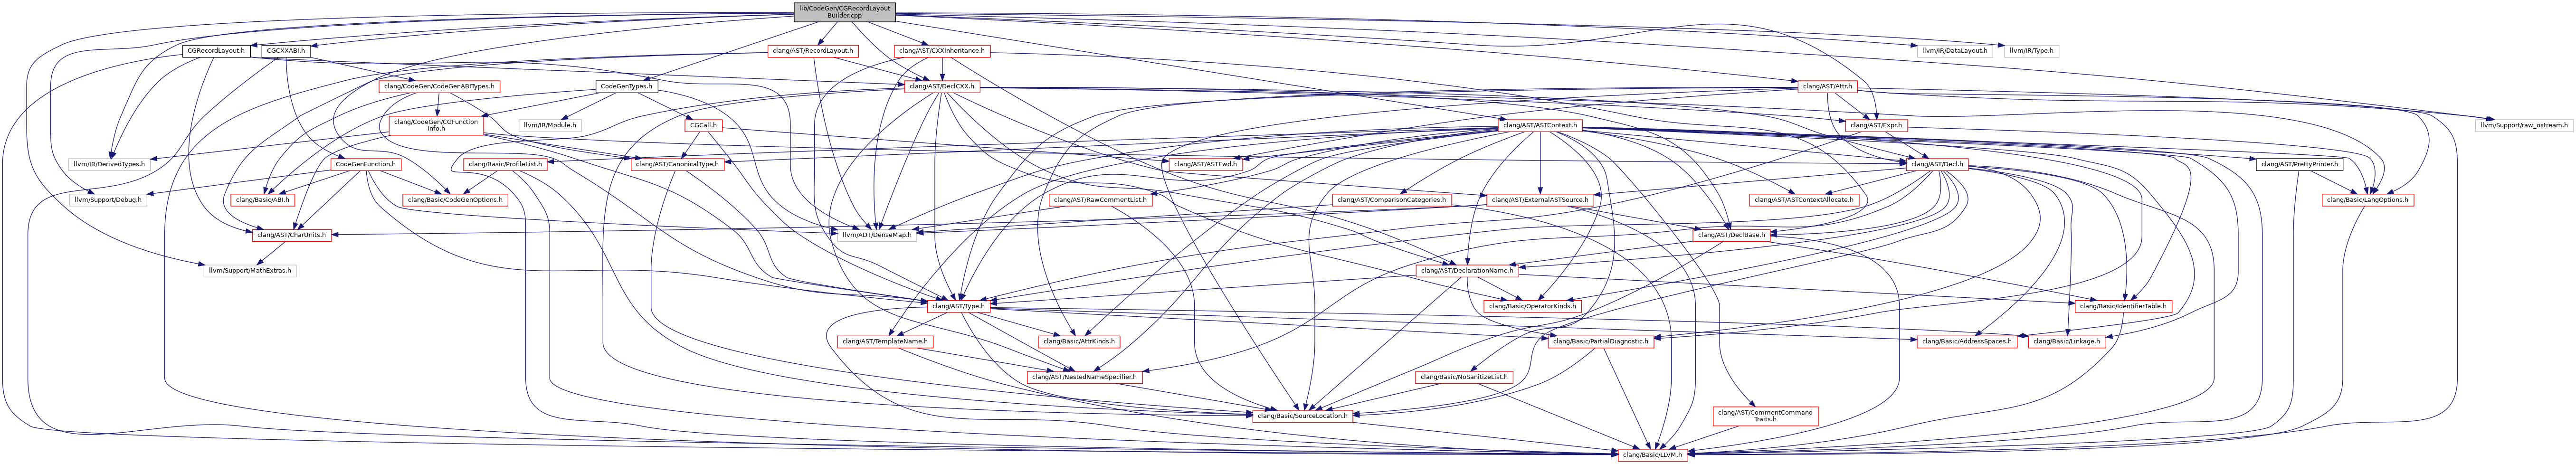 lib/CodeGen/CGRecordLayout
Builder.cpp
CGRecordLayout.h
CGCXXABI.h
clang/AST/RecordLayout.h
clang/AST/CXXInheritance.h
llvm/IR/DataLayout.h
llvm/IR/Type.h
clang/CodeGen/CodeGenABITypes.h
CodeGenTypes.h
clang/AST/DeclCXX.h
clang/AST/Attr.h
clang/CodeGen/CGFunction
Info.h
llvm/IR/Module.h
CGCall.h
clang/AST/ASTContext.h
clang/AST/Expr.h
llvm/Support/raw_ostream.h
llvm/IR/DerivedTypes.h
CodeGenFunction.h
clang/Basic/ProfileList.h
clang/AST/CanonicalType.h
clang/AST/ASTFwd.h
clang/AST/Decl.h
clang/AST/PrettyPrinter.h
llvm/Support/Debug.h
clang/Basic/ABI.h
clang/Basic/CodeGenOptions.h
clang/AST/RawCommentList.h
clang/AST/ComparisonCategories.h
clang/AST/ExternalASTSource.h
clang/AST/ASTContextAllocate.h
clang/Basic/LangOptions.h
clang/AST/CharUnits.h
llvm/ADT/DenseMap.h
clang/AST/DeclBase.h
llvm/Support/MathExtras.h
clang/AST/DeclarationName.h
clang/AST/Type.h
clang/Basic/OperatorKinds.h
clang/Basic/IdentifierTable.h
clang/AST/TemplateName.h
clang/Basic/AttrKinds.h
clang/Basic/PartialDiagnostic.h
clang/Basic/AddressSpaces.h
clang/Basic/Linkage.h
clang/AST/NestedNameSpecifier.h
clang/Basic/NoSanitizeList.h
clang/Basic/SourceLocation.h
clang/AST/CommentCommand
Traits.h
clang/Basic/LLVM.h